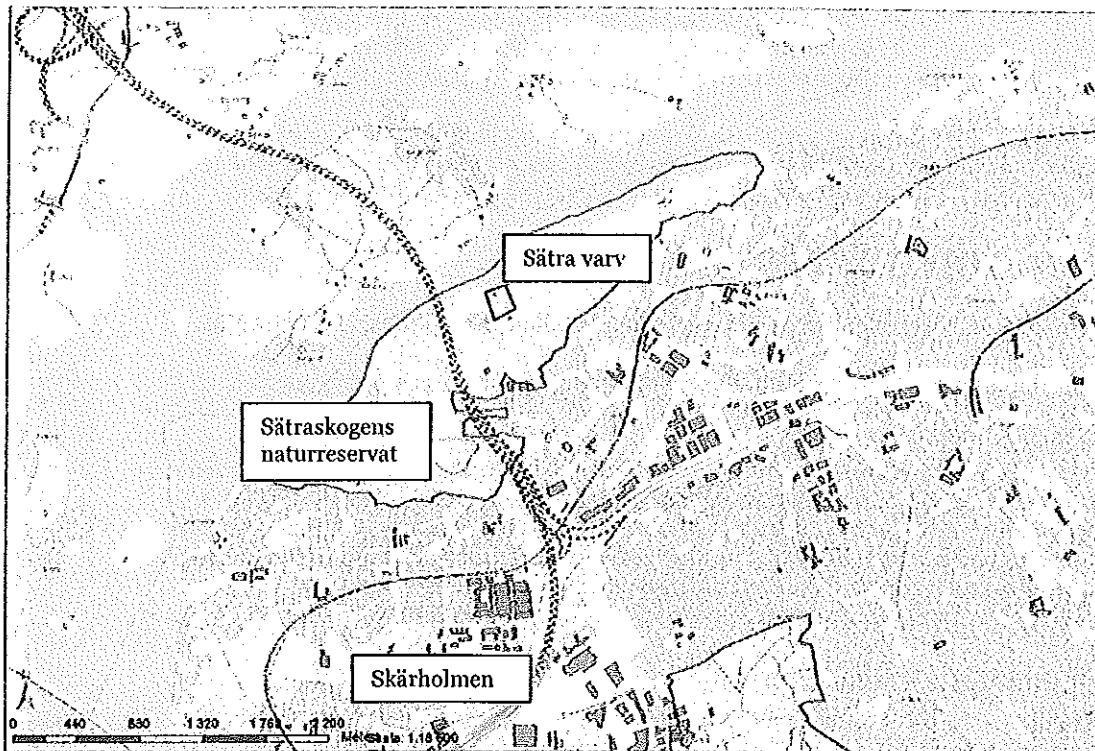 Sätra varv
Sätraskogens
naturreservat
Skärholmen
0 440 880 1 320 1 760 2 200